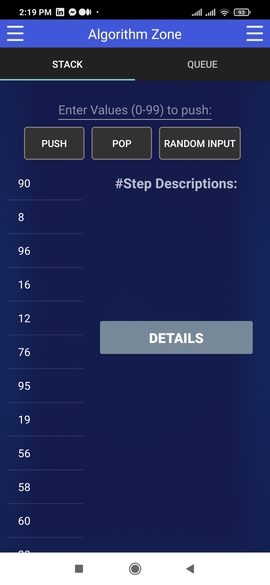 2:19 PM
93
Algorithm Zone
STACK
QUEUE
Enter Values (0-99) to push:
PUSH
POP
RANDOM INPUT
#Step Descriptions:
90
8
96
16
12
76
95
19
56
58
60
DETAILS